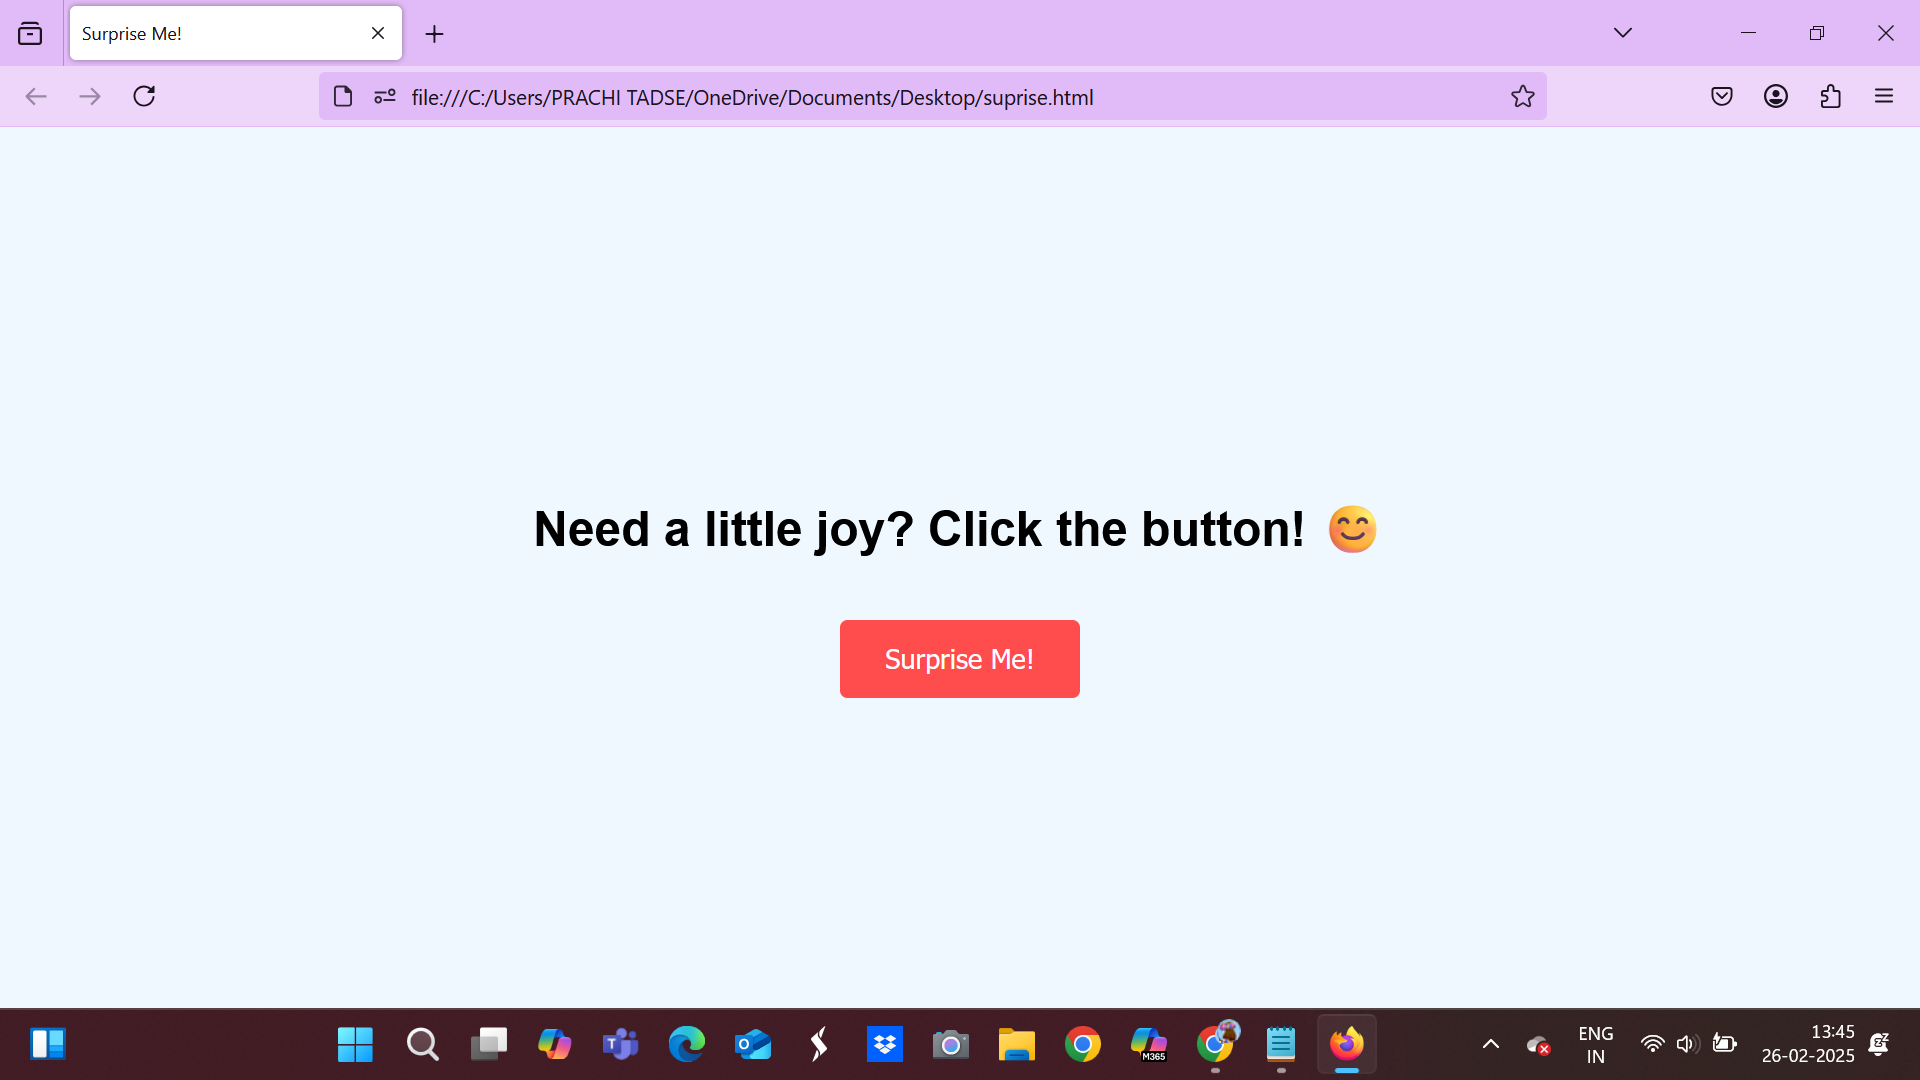 Surprise Me!
file:///C:/Users/PRACHI TADSE/OneDrive/Documents/Desktop/suprise.html
Need a little joy? Click the button! 😊
Surprise Me!
M365
ENG
IN
13:45
26-02-2025